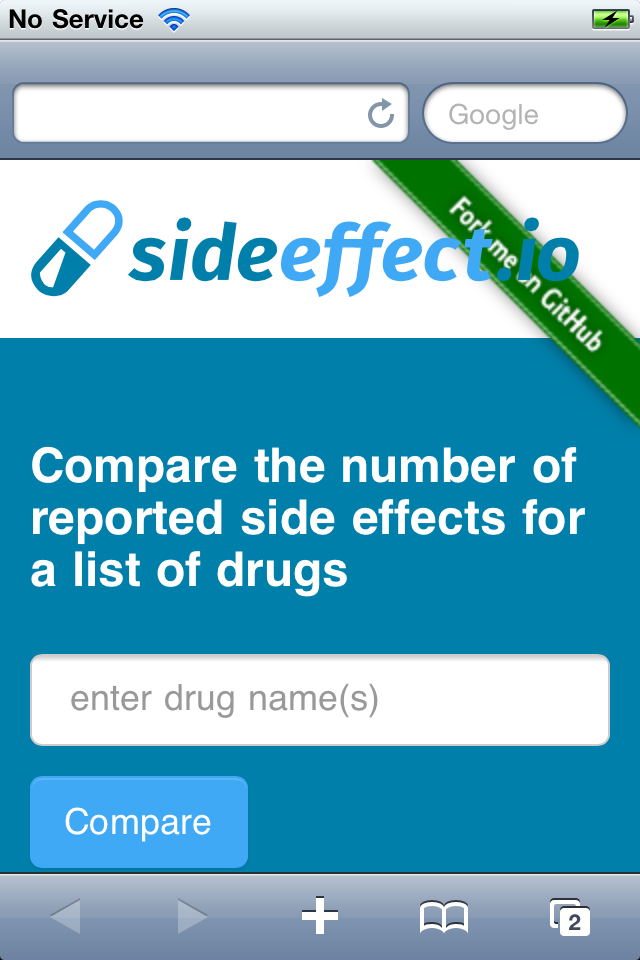 No Service
Google
Fork me on GitHub
sideeffect.io
Compare the number of
reported side effects for
a list of drugs
enter drug name(s)
Compare
2